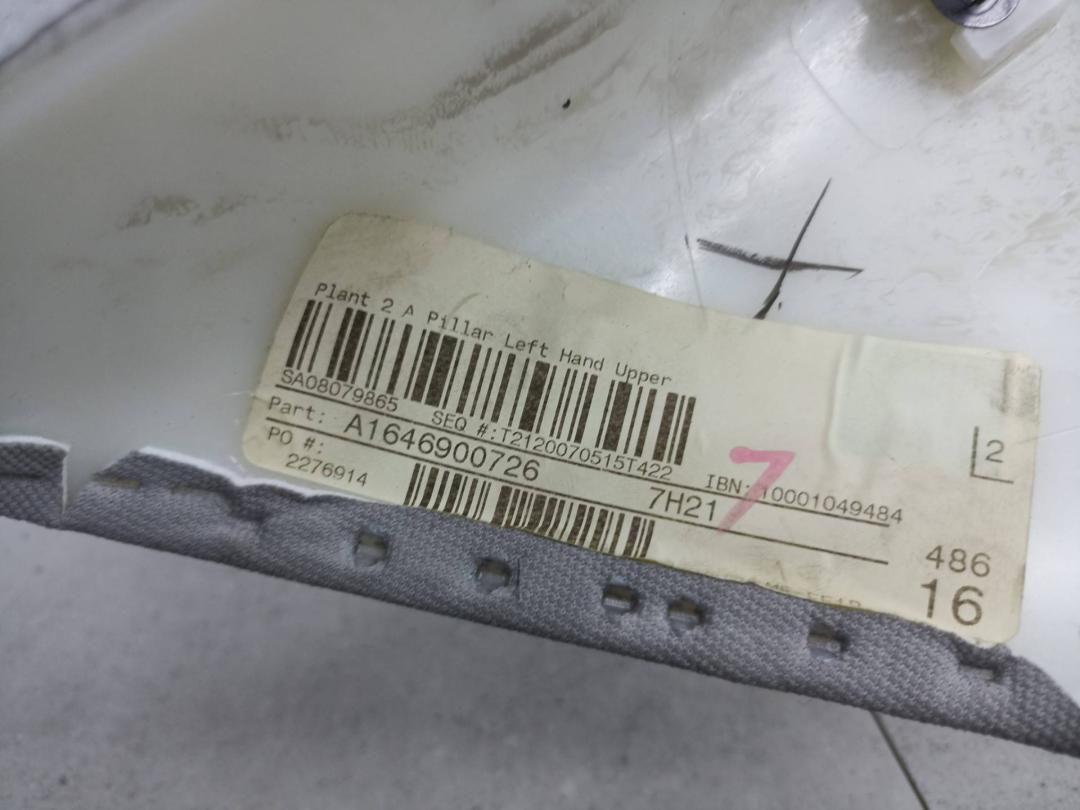 Plant 2 A Pillar Left Hand Upper
SA08079865 SEQ #:T2120070515T422 IBN:10001049484
Part: A1646900726 7H21
PO #:
2276914
7
2
486
16